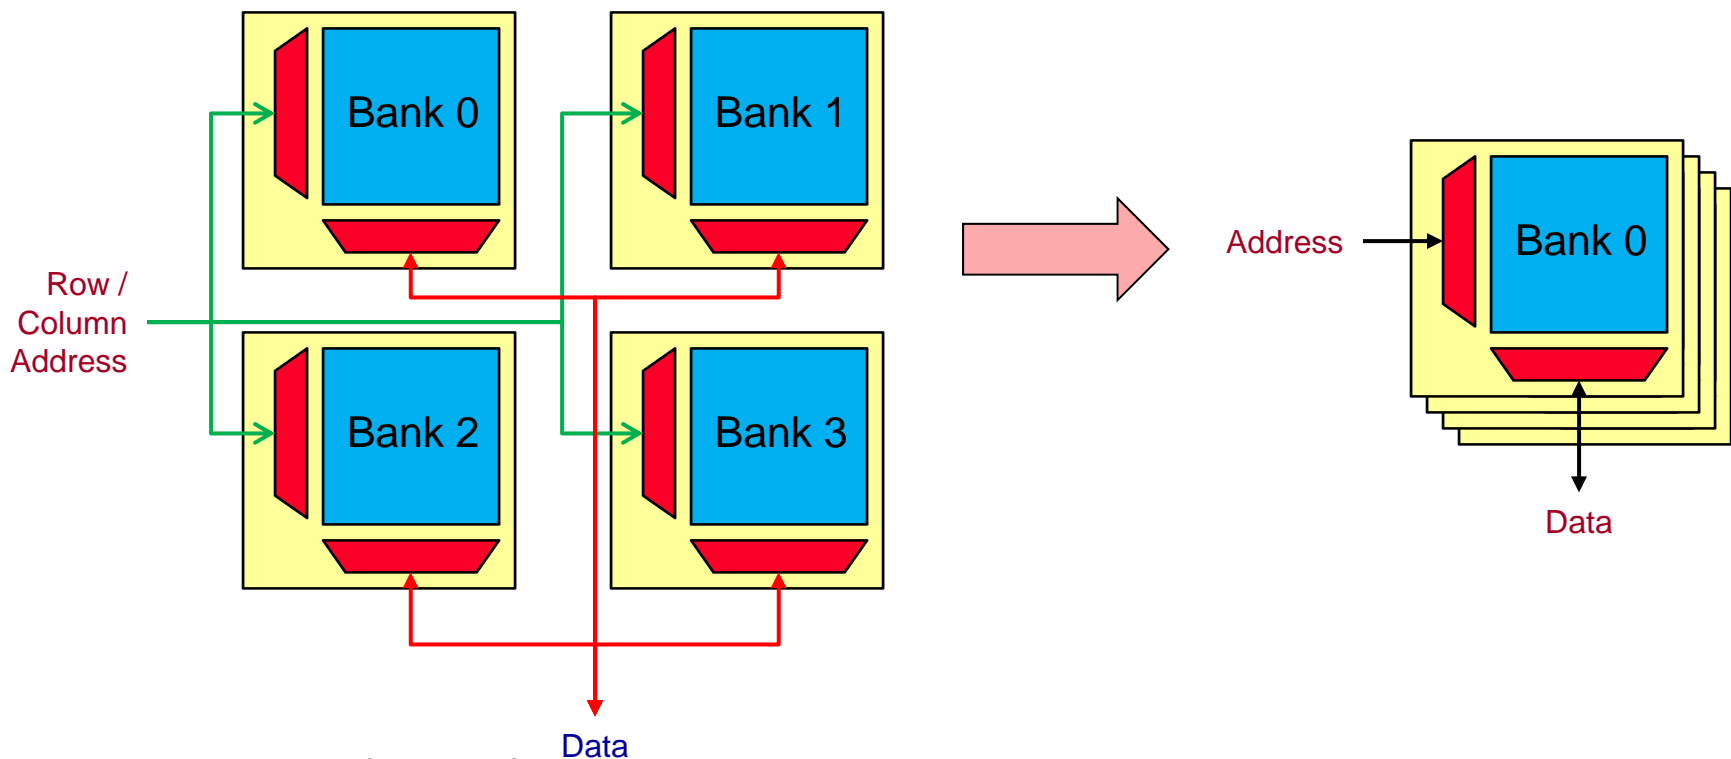 Bank 0
Bank 1
Row /
Column
Address
Bank 2
Bank 3
Data
Address
Bank 0
Data